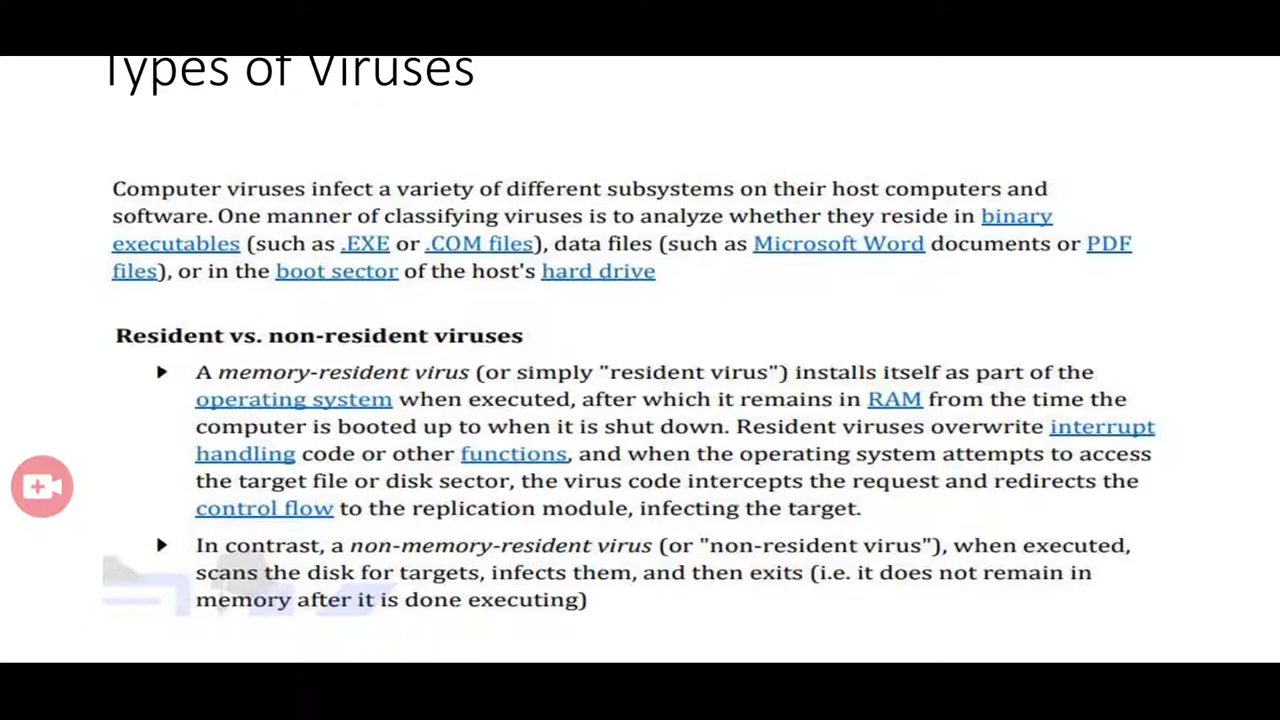 Types of Viruses
Computer viruses infect a variety of different subsystems on their host computers and
software. One manner of classifying viruses is to analyze whether they reside in binary
executables (such as .EXE or .COM files), data files (such as Microsoft Word documents or PDF
files), or in the boot sector of the host's hard drive
Resident vs. non-resident viruses
A memory-resident virus (or simply "resident virus") installs itself as part of the
operating system when executed, after which it remains in RAM from the time the
computer is booted up to when it is shut down. Resident viruses overwrite interrupt
handling code or other functions, and when the operating system attempts to access
the target file or disk sector, the virus code intercepts the request and redirects the
control flow to the replication module, infecting the target.
In contrast, a non-memory-resident virus (or "non-resident virus"), when executed,
scans the disk for targets, infects them, and then exits (i.e. it does not remain in
memory after it is done executing)